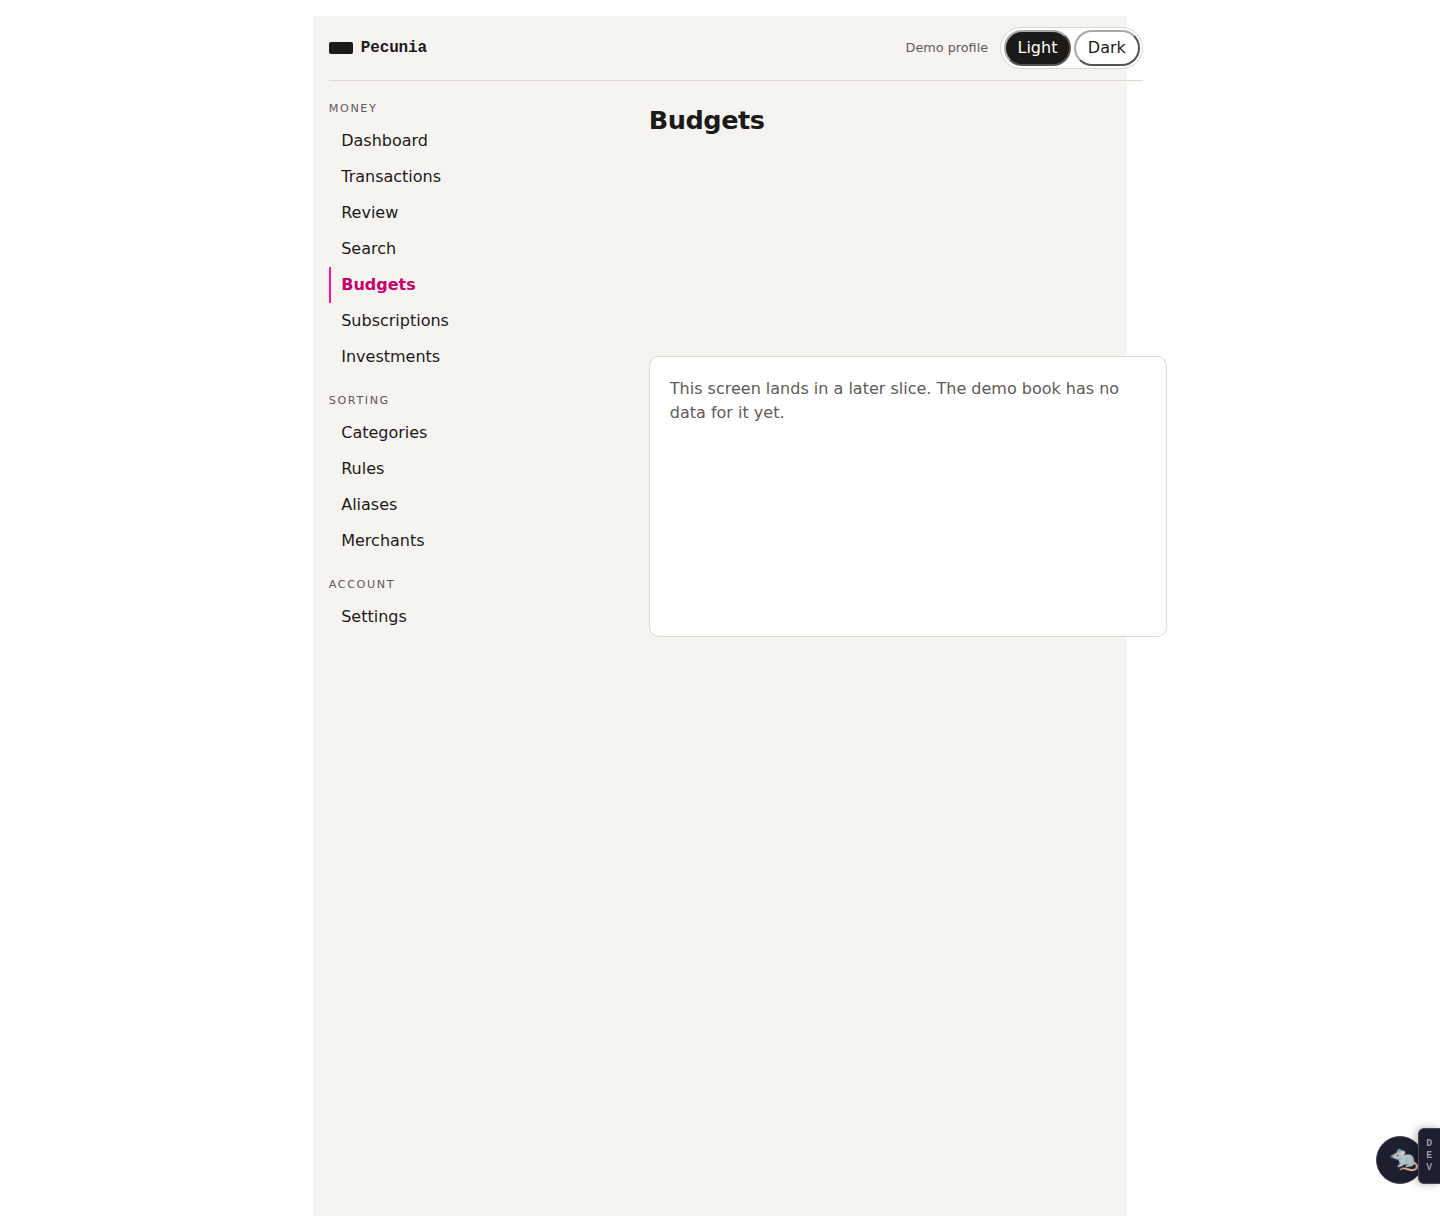 Pecunia
Demo profile
Light
Dark
MONEY
Dashboard
Transactions
Review
Search
Budgets
Subscriptions
Investments
SORTING
Categories
Rules
Aliases
Merchants
ACCOUNT
Settings
Budgets
This screen lands in a later slice. The demo book has no
data for it yet.
DEV